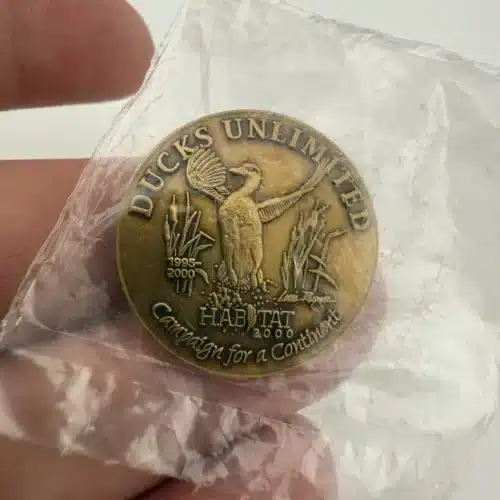 DUCKS UNLIMITED
1995-
2000
HABITAT
2000
Campaign for a Continent